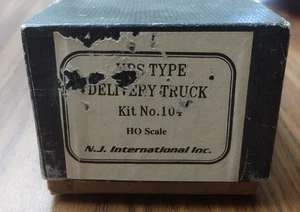 UPS TYPE
DELIVERY TRUCK
Kit No.104
HO Scale
N.J. International Inc.